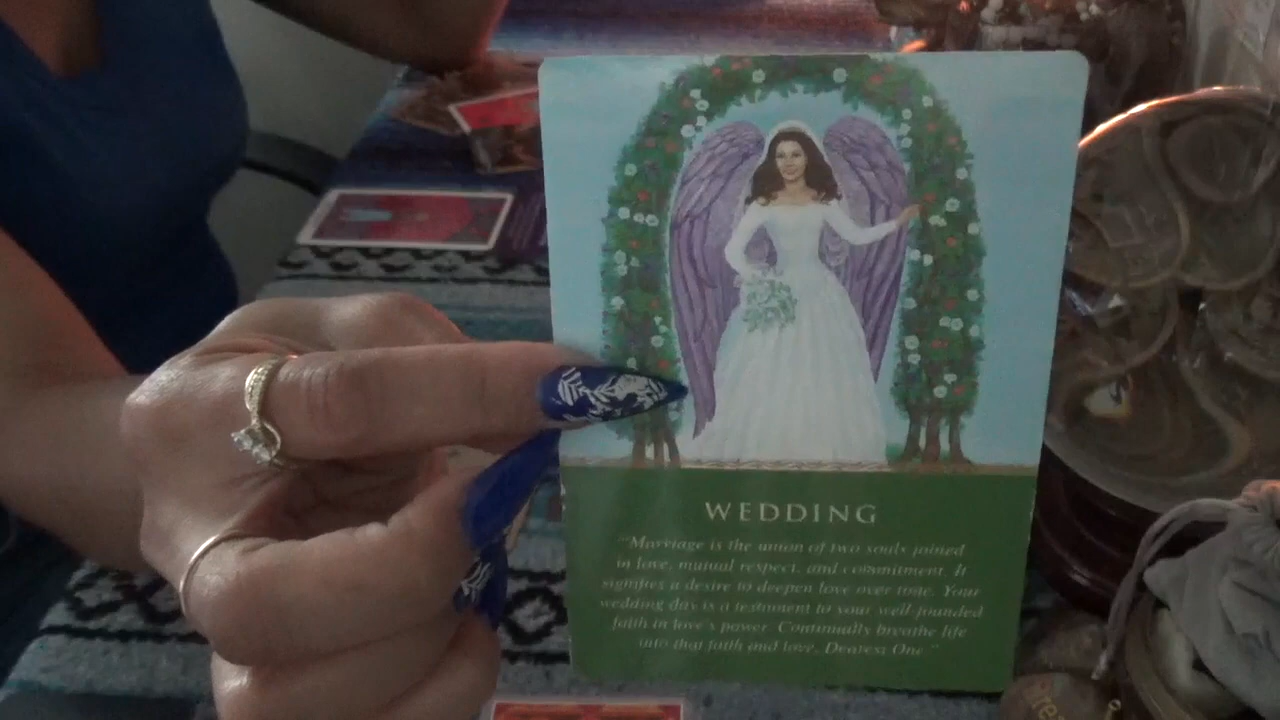 WEDDING
"Marriage is the union of two souls joined
in love, mutual respect, and commitment. It
signifies a desire to deepen love over time. Your
wedding day is a testament to your well-founded
faith in love's power. Continually breathe life
into that faith and love, Dearest One."